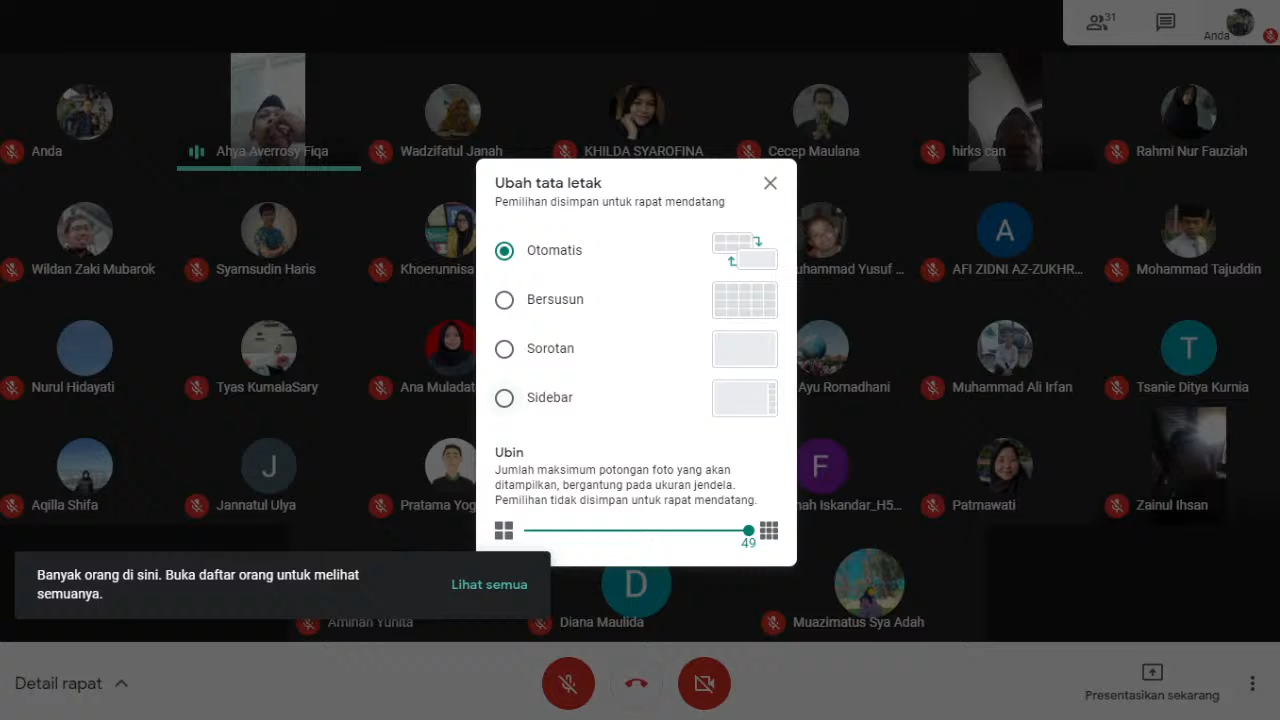 31
Anda
Anda
Ahya Averrosy Fiqa
Wadzifatul Janah
KHILDA SYAROFINA
Cecep Maulana
hirks can
Rahmi Nur Fauziah
Wildan Zaki Mubarok
Syamsudin Haris
Khoerunnisa
uhammad Yusuf ...
A
AFI ZIDNI AZ-ZUKHR...
Mohammad Tajuddin
Nurul Hidayati
Tyas KumalaSary
Ana Muladat
Ayu Romadhani
Muhammad Ali Irfan
T
Tsanie Ditya Kurnia
Aqilla Shifa
J
Jannatul Ulya
Pratama Yog
F
ah Iskandar_H5...
Patmawati
Zainul Ihsan
Aminah Yunita
D
Diana Maulida
Muazimatus Sya Adah
Ubah tata letak
Pemilihan disimpan untuk rapat mendatang
Otomatis
Bersusun
Sorotan
Sidebar
Ubin
Jumlah maksimum potongan foto yang akan
ditampilkan, bergantung pada ukuran jendela.
Pemilihan tidak disimpan untuk rapat mendatang.
49
Banyak orang di sini. Buka daftar orang untuk melihat
semuanya.
Lihat semua
Detail rapat
Presentasikan sekarang